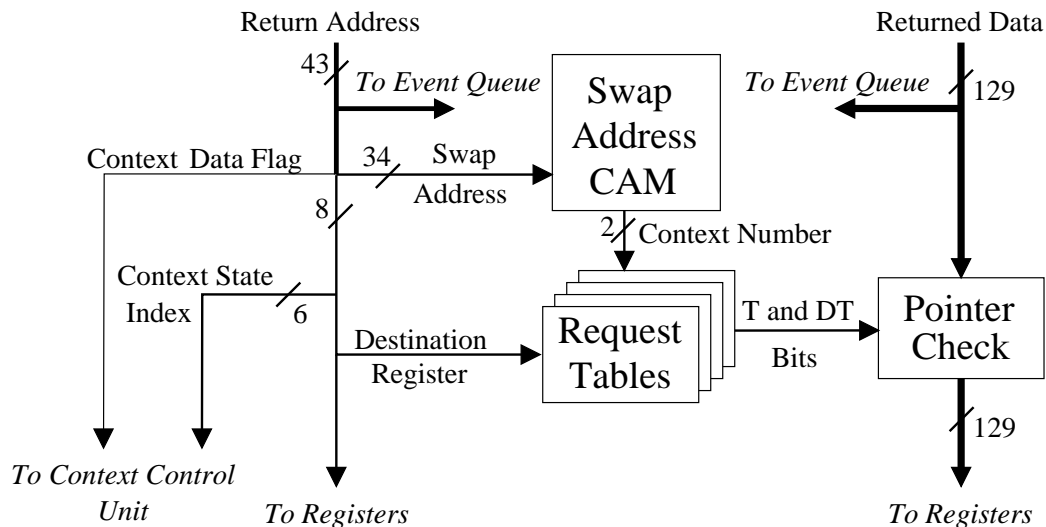 Return Address
Returned Data
43
129
To Event Queue
To Event Queue
Swap
Address
CAM
Context Data Flag
34
Swap
Address
8
2
Context Number
Context State
Index
6
Destination
Register
Request
Tables
T and DT
Bits
Pointer
Check
129
To Context Control
Unit
To Registers
To Registers